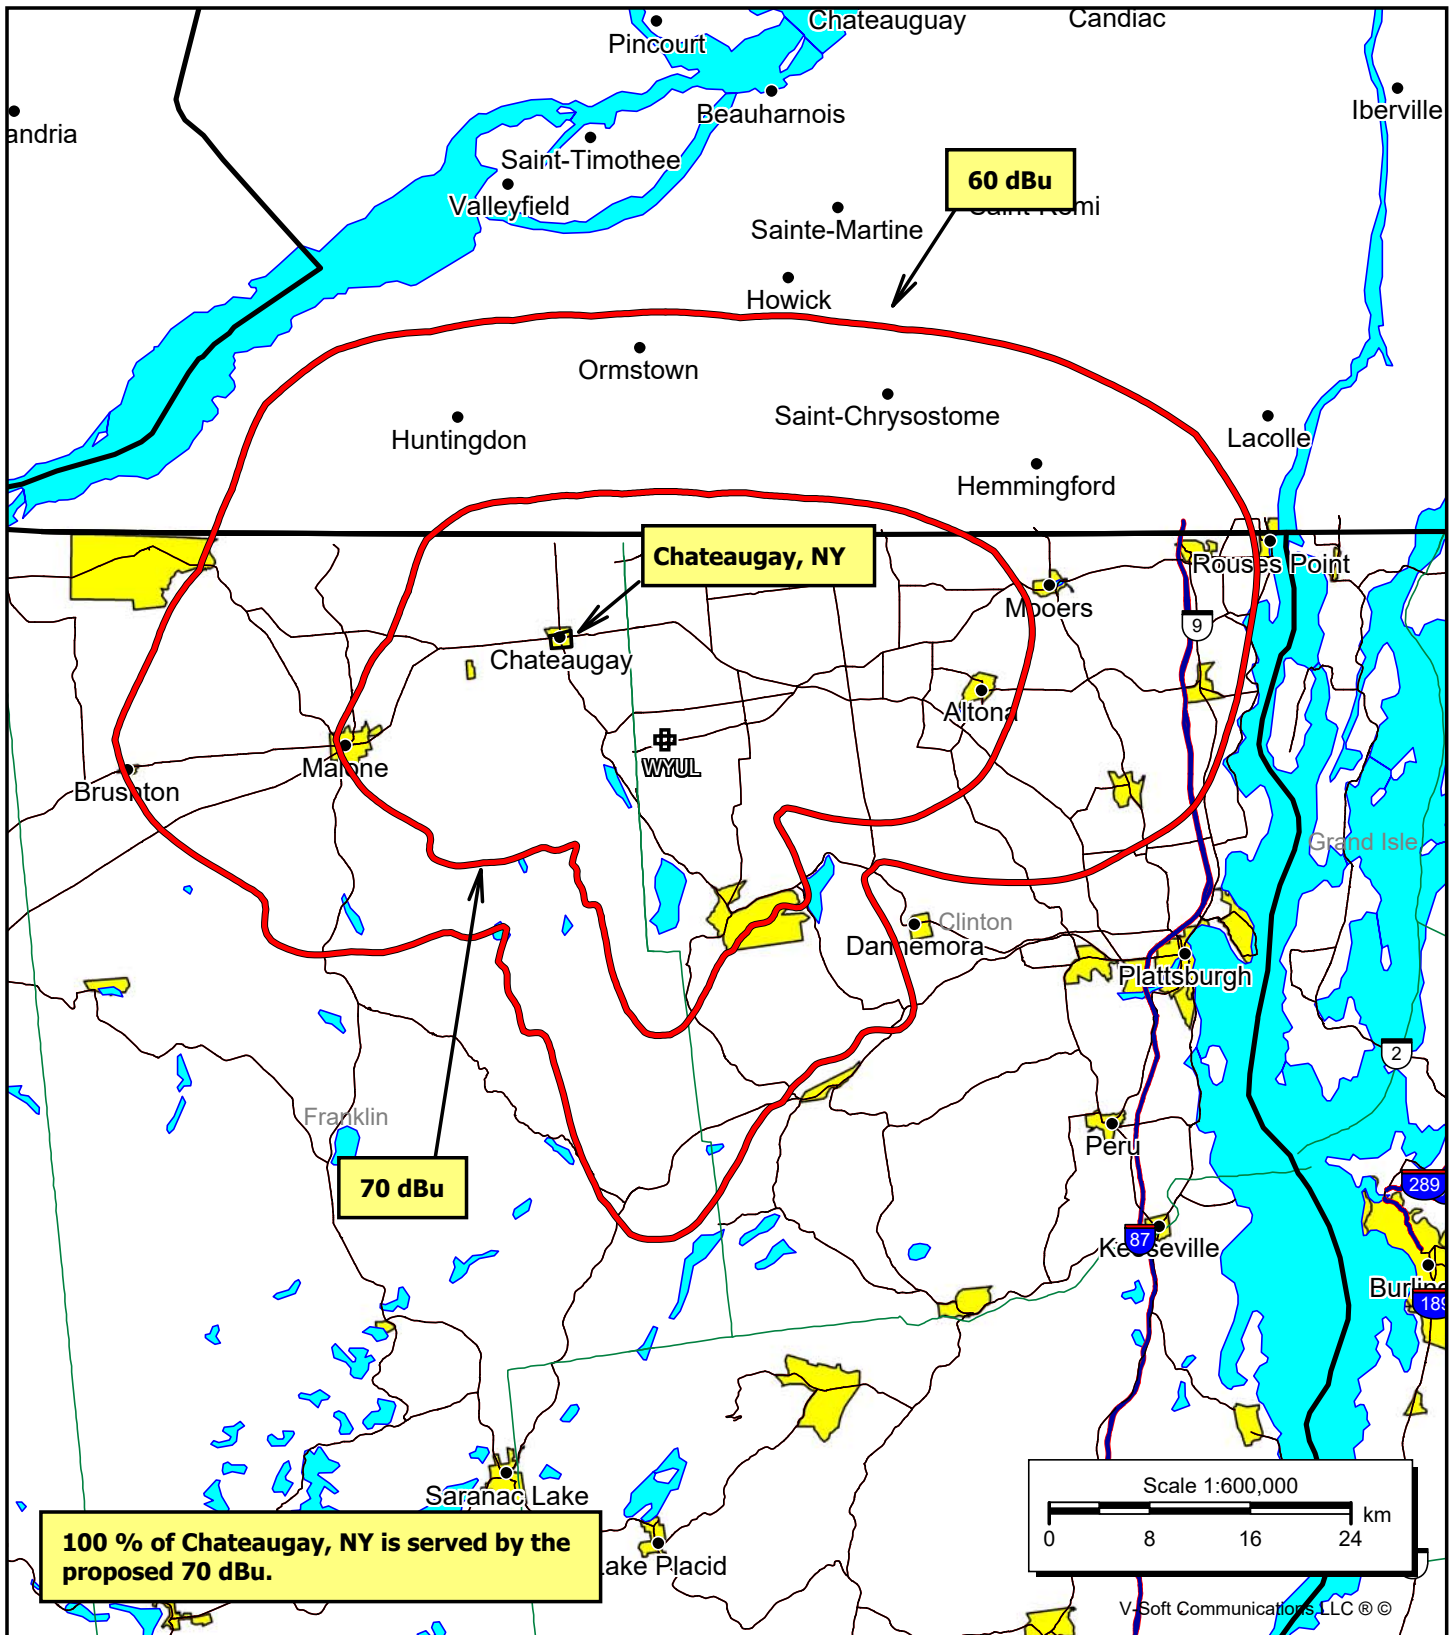 Chateauguay
Candiac
Pincourt
Beauharnois
Iberville
andria
Saint-Timothee
60 dBu
Valleyfield
Sainte-Martine
Howick
Ormstown
Saint-Chrysostome
Huntingdon
Lacolle
Hemmingford
Chateaugay, NY
Rouses Point
Mooers
9
Chateaugay
Altona
WYUL
Malone
Brushton
Grand Isle
Clinton
Dannemora
Plattsburgh
2
Franklin
Peru
70 dBu
289
87
Keeseville
Burling
189
Saranac Lake
Scale 1:600,000
km
0 8 16 24
100 % of Chateaugay, NY is served by the
proposed 70 dBu.
Lake Placid
V-Soft Communications LLC ® ©